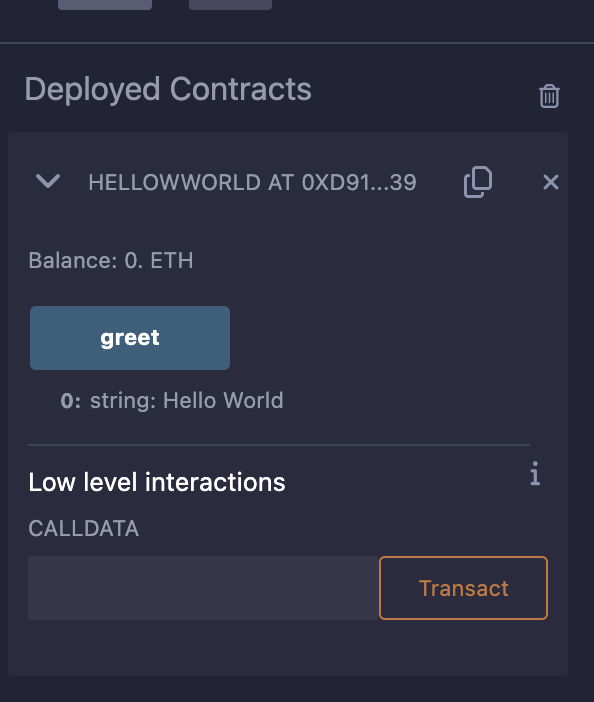 Deployed Contracts
HELLOWWORLD AT 0XD91...39
Balance: 0. ETH
greet
0: string: Hello World
Low level interactions
i
CALLDATA
Transact